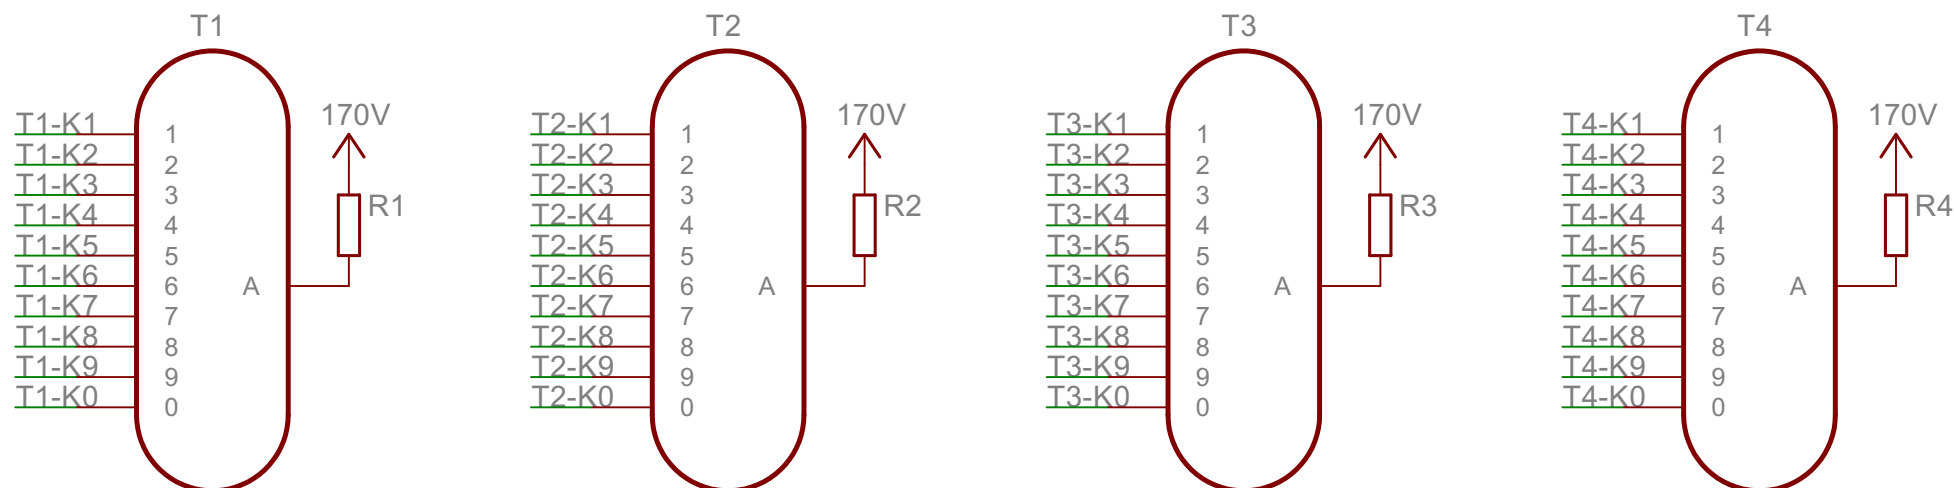 T1
T2
T3
T4
170V
170V
170V
170V
T1-K1 1
T1-K2 2
T1-K3 3
T1-K4 4
T1-K5 5
T1-K6 6
T1-K7 7
T1-K8 8
T1-K9 9
T1-K0 0
A
R1
T2-K1 1
T2-K2 2
T2-K3 3
T2-K4 4
T2-K5 5
T2-K6 6
T2-K7 7
T2-K8 8
T2-K9 9
T2-K0 0
A
R2
T3-K1 1
T3-K2 2
T3-K3 3
T3-K4 4
T3-K5 5
T3-K6 6
T3-K7 7
T3-K8 8
T3-K9 9
T3-K0 0
A
R3
T4-K1 1
T4-K2 2
T4-K3 3
T4-K4 4
T4-K5 5
T4-K6 6
T4-K7 7
T4-K8 8
T4-K9 9
T4-K0 0
A
R4